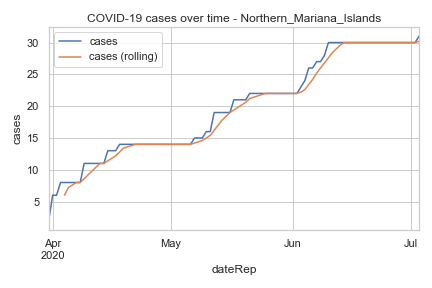 COVID-19 cases over time - Northern_Mariana_Islands
cases
cases (rolling)
30
25
20
15
10
5
cases
Apr May Jun Jul
2020
dateRep